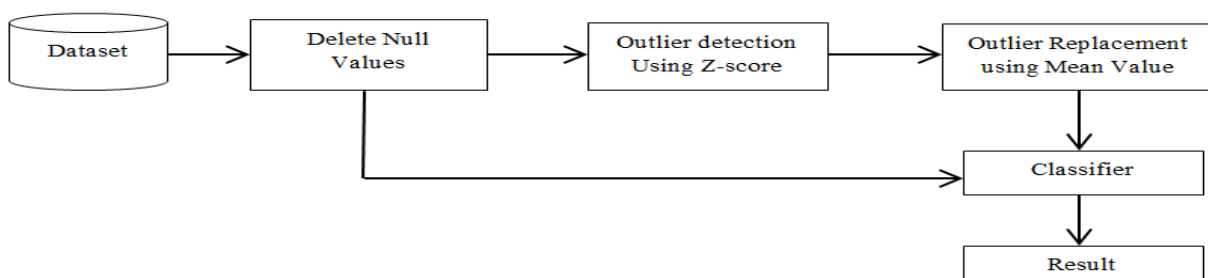 Dataset
Delete Null
Values
Outlier detection
Using Z-score
Outlier Replacement
using Mean Value
Classifier
Result